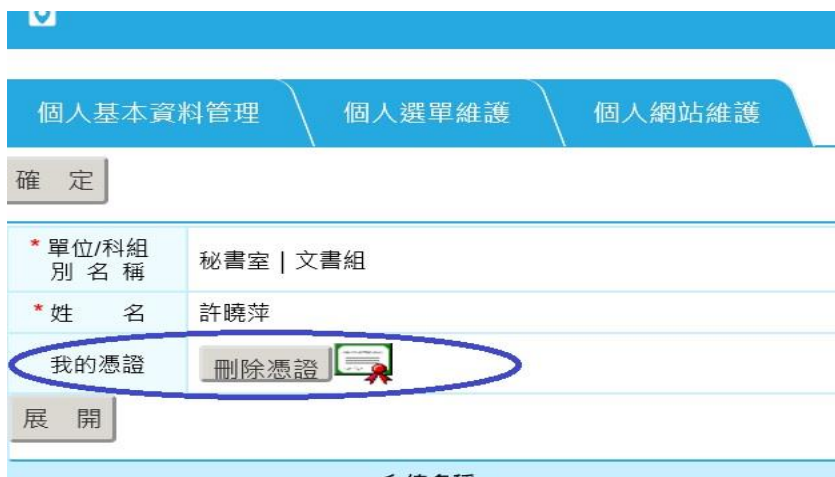 個人基本資料管理 個人選單維護 個人網站維護
確 定
*單位/科組
別 名 稱
秘書室 | 文書組
*姓 名 許曉萍
我的憑證 刪除憑證
展 開